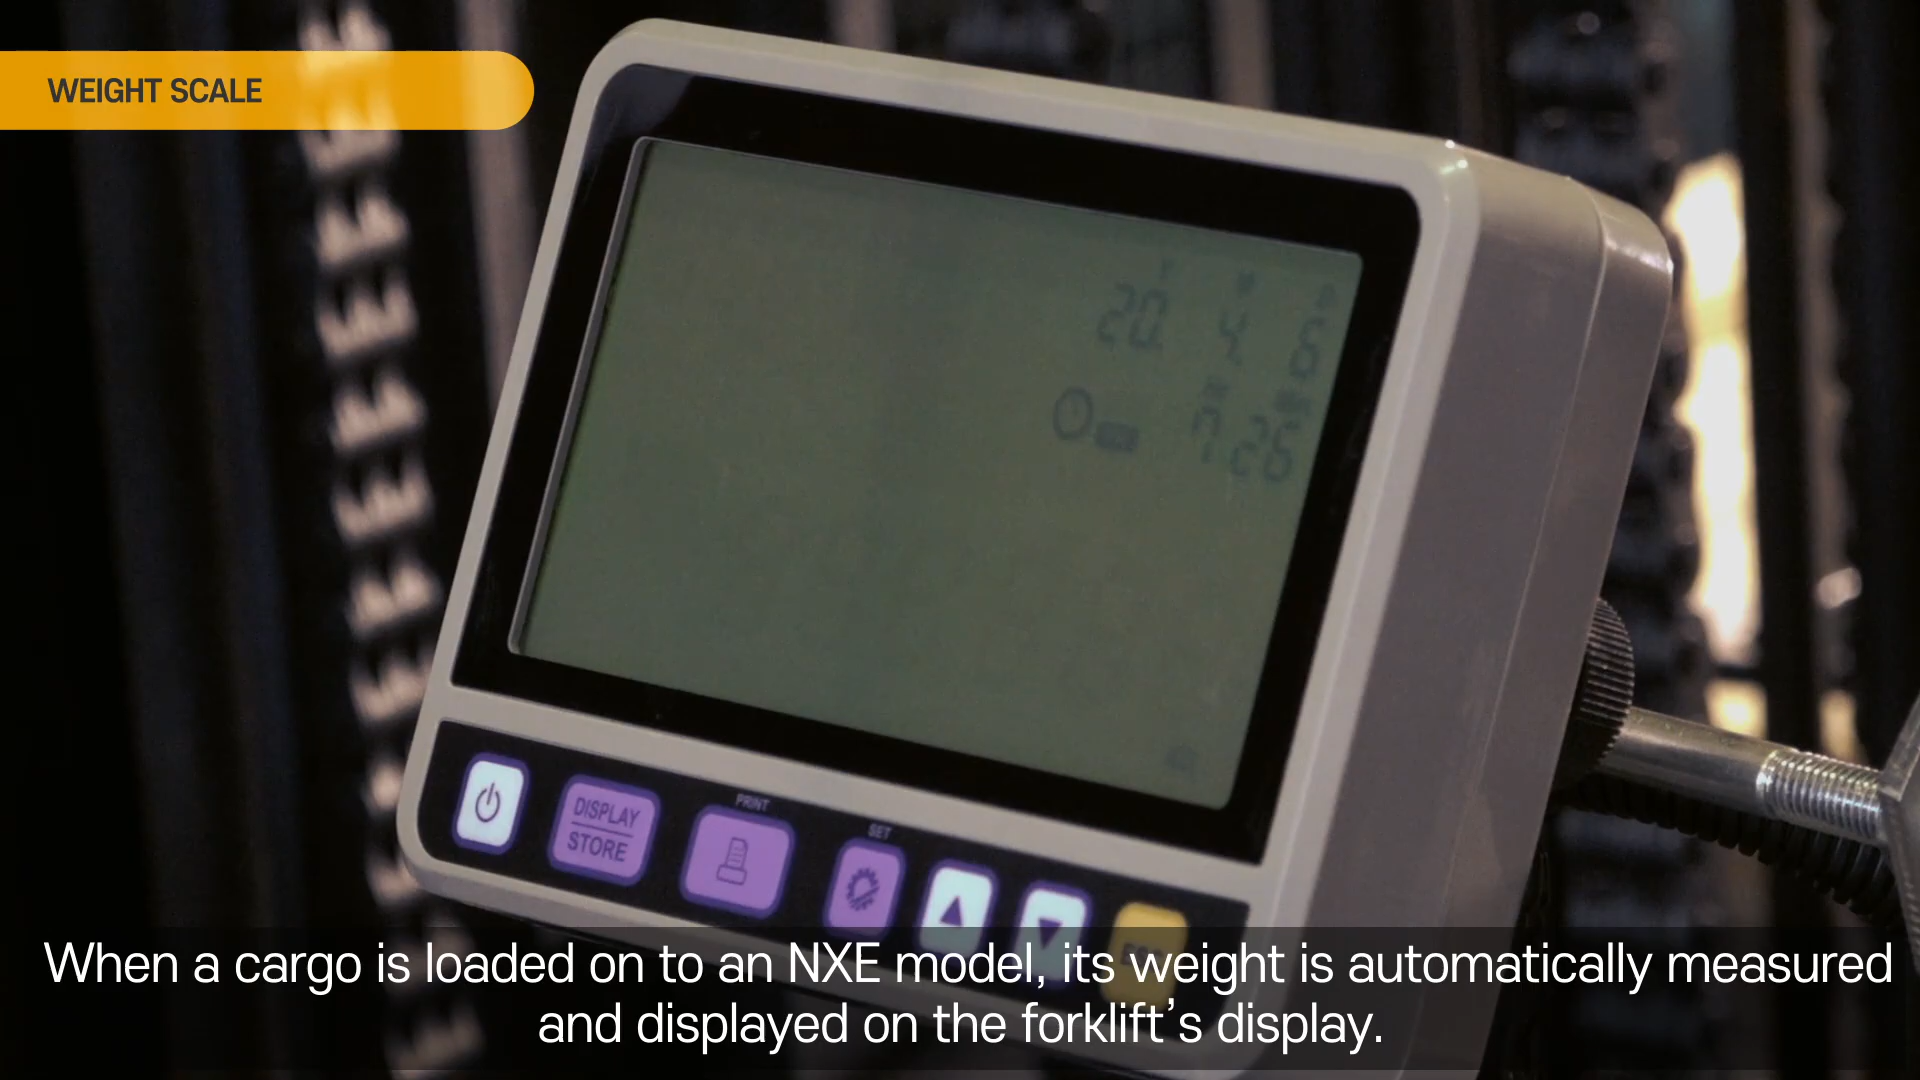 WEIGHT SCALE
20. 4. 6
7 26
DISPLAY
STORE
PRINT
SET
ESC
When a cargo is loaded on to an NXE model, its weight is automatically measured
and displayed on the forklift's display.